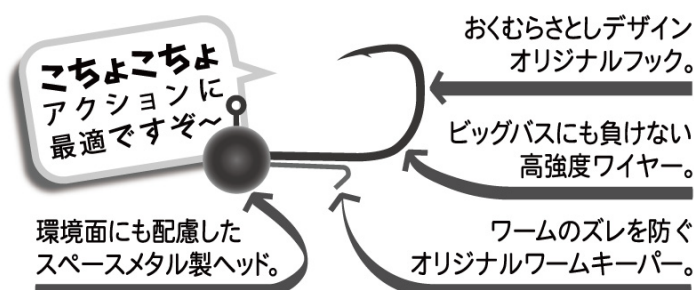 こちょこちょ
アクションに
最適ですぞ～
おくむらさとしデザイン
オリジナルフック。
ビッグバスにも負けない
高強度ワイヤー。
環境面にも配慮した
スペースメタル製ヘッド。
ワームのズレを防ぐ
オリジナルワームキーパー。